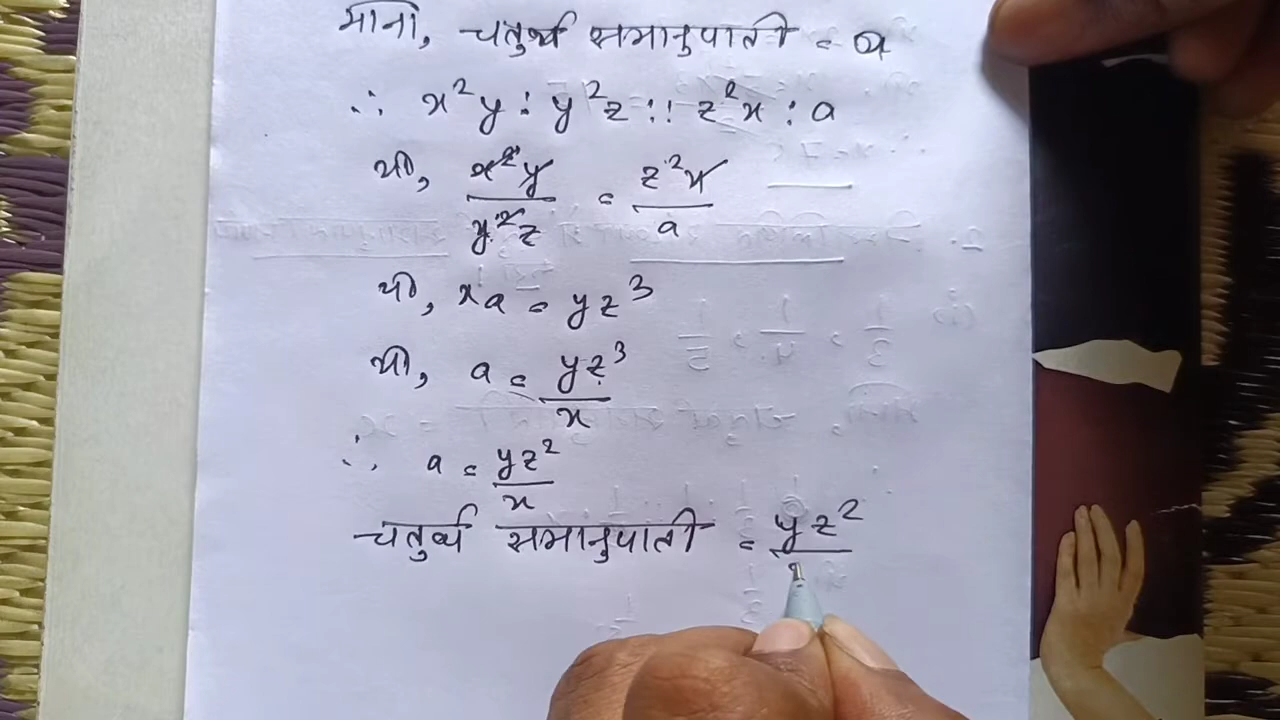 माना, चतुर्थ समानुपाती = a
∴ x²y : y²z :: z²x : a
या, x²y/y²z = z²x/a
या, xa = yz³
या, a = yz³/x
∴ a = yz²/x
चतुर्थ समानुपाती = yz²/